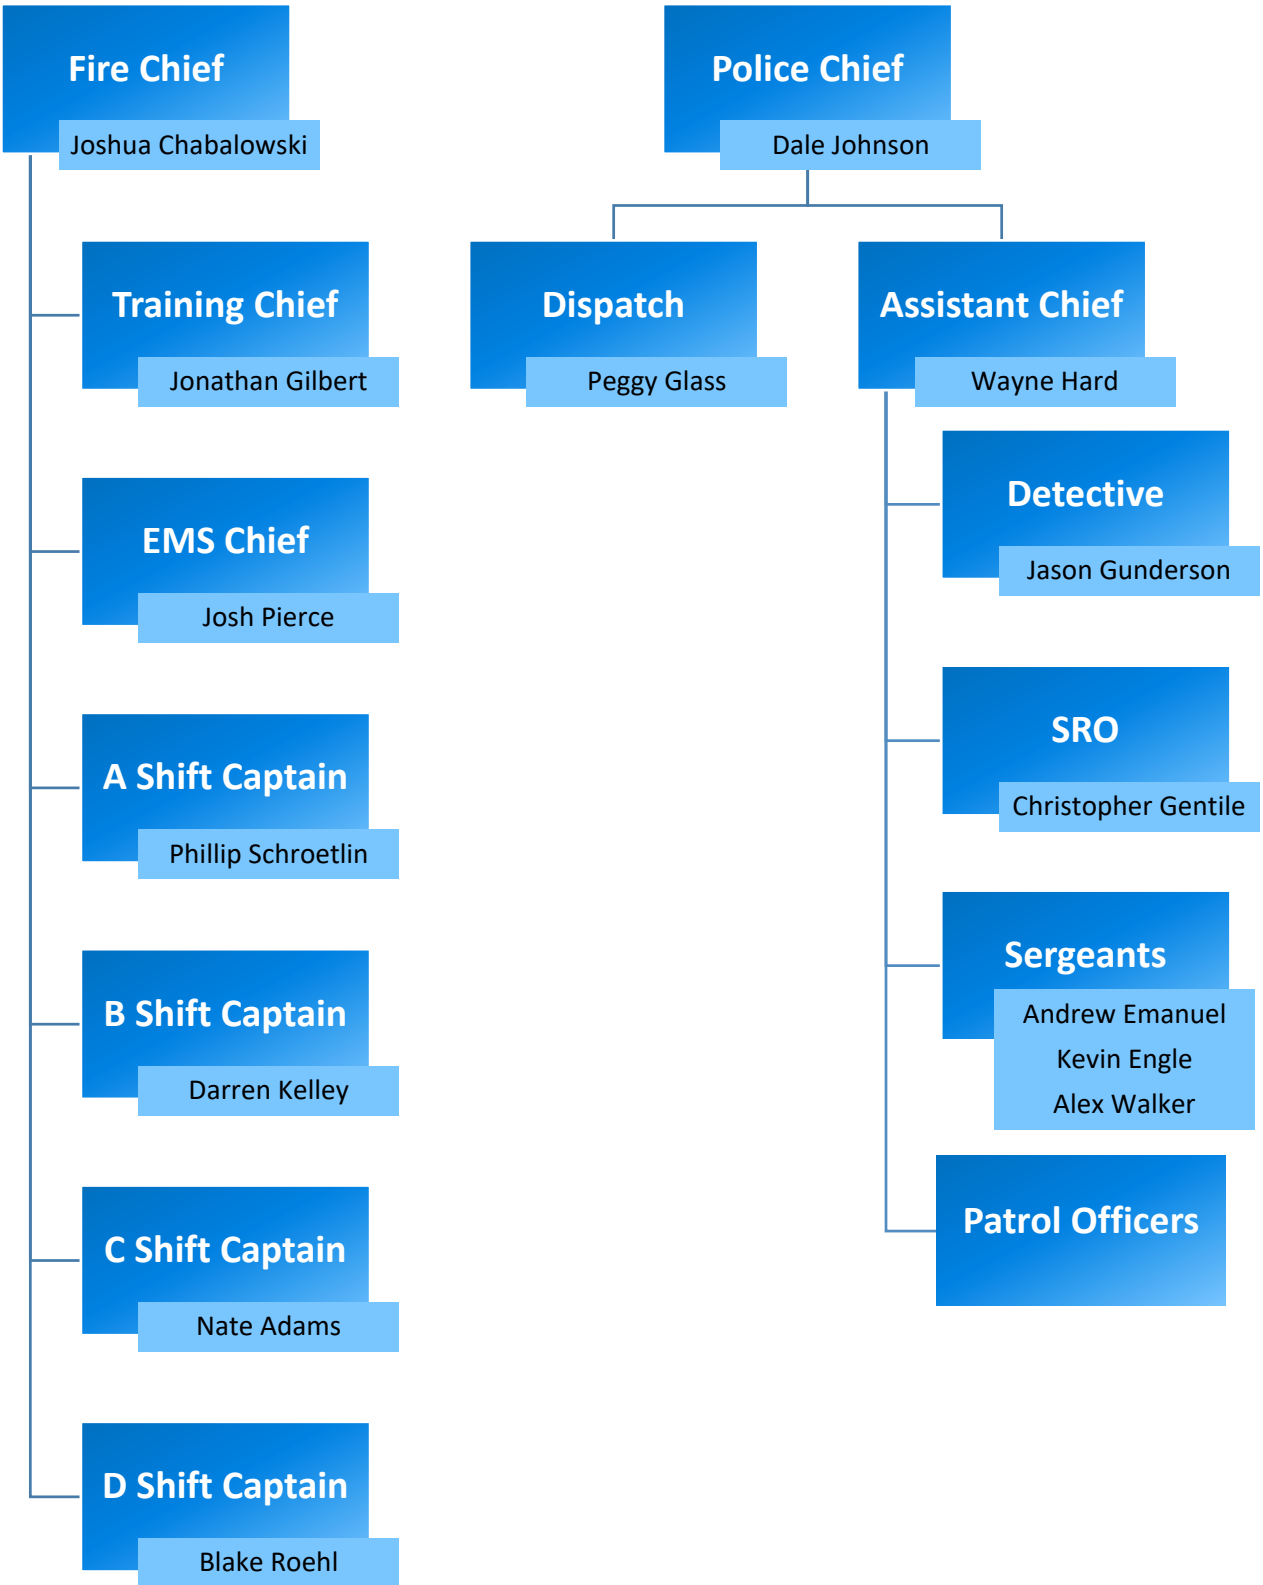 Fire Chief
Joshua Chabalowski
Training Chief
Jonathan Gilbert
EMS Chief
Josh Pierce
A Shift Captain
Phillip Schroetlin
B Shift Captain
Darren Kelley
C Shift Captain
Nate Adams
D Shift Captain
Blake Roehl
Police Chief
Dale Johnson
Dispatch
Peggy Glass
Assistant Chief
Wayne Hard
Detective
Jason Gunderson
SRO
Christopher Gentile
Sergeants
Andrew Emanuel
Kevin Engle
Alex Walker
Patrol Officers